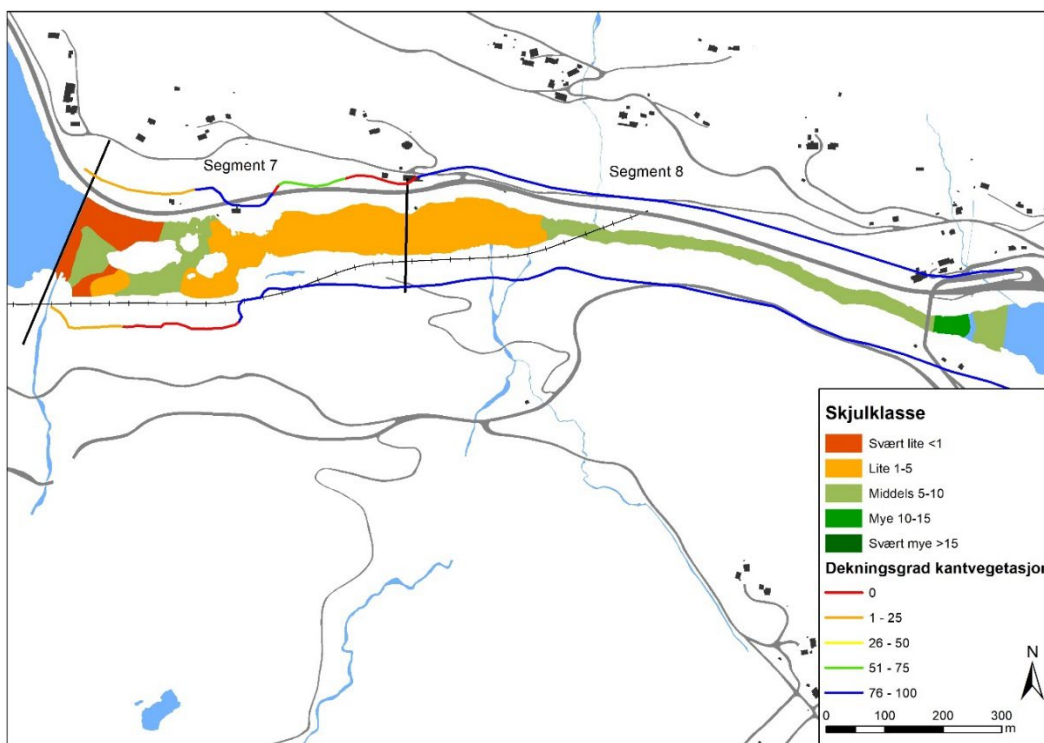 Segment 7
Segment 8
Skjulklasse
Svært lite <1
Lite 1-5
Middels 5-10
Mye 10-15
Svært mye >15
Dekningsgrad kantvegetasjon
0
1 - 25
26 - 50
51 - 75
76 - 100
N
0 100 200 300
m